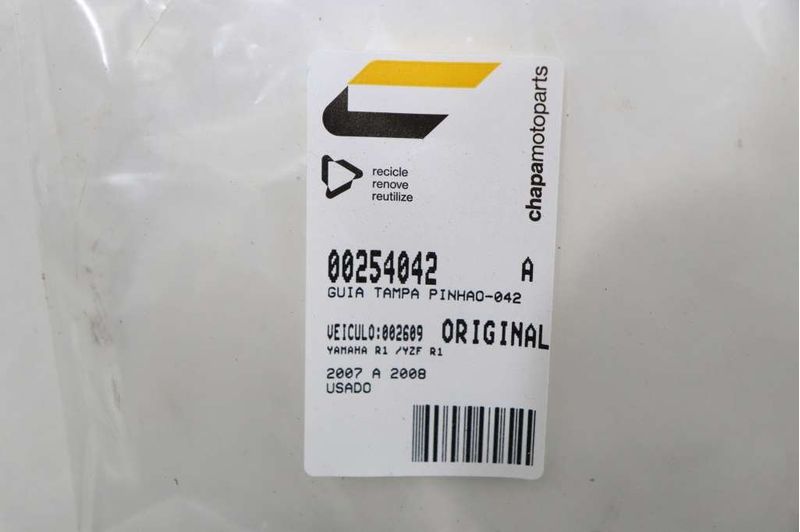 chapamotoparts
recicle
renove
reutilize
00254042 A
GUIA TAMPA PINHAO-042
VEICULO:002609 ORIGINAL
YAMAHA R1 /YZF R1
2007 A 2008
USADO